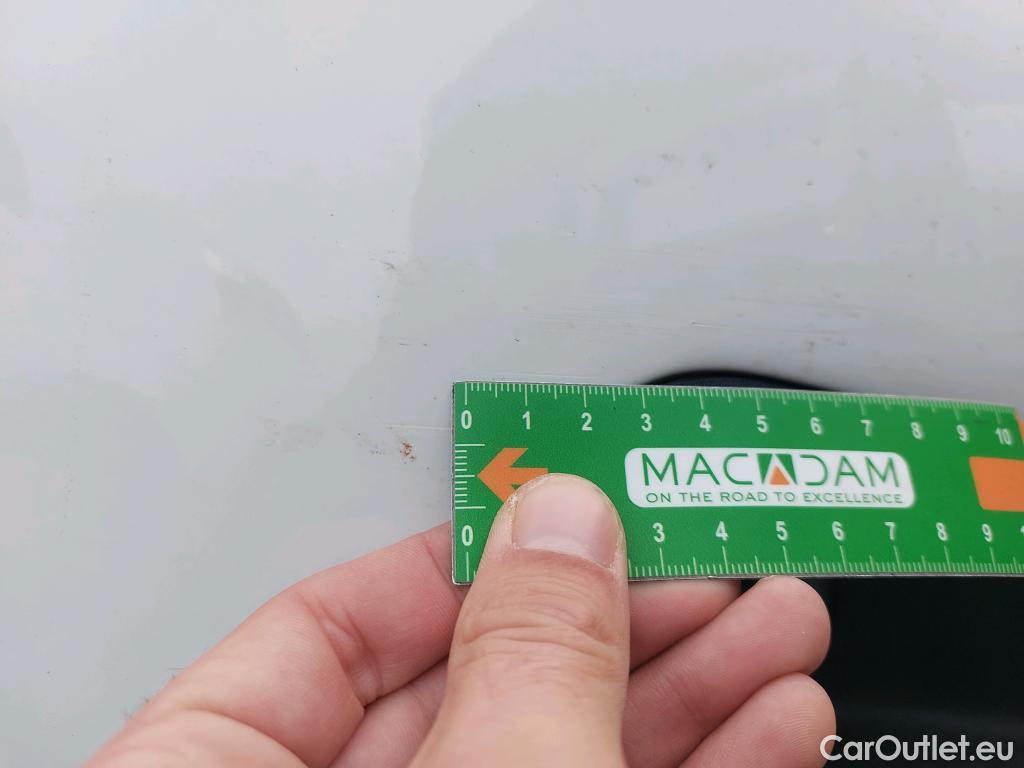 0 1 2 3 4 5 6 7 8 9 10
MACADAM
ON THE ROAD TO EXCELLENCE
0 3 4 5 6 7 8 9
CarOutlet.eu